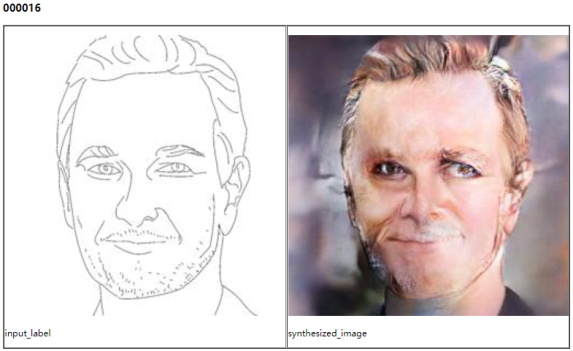 000016
input_label
synthesized_image